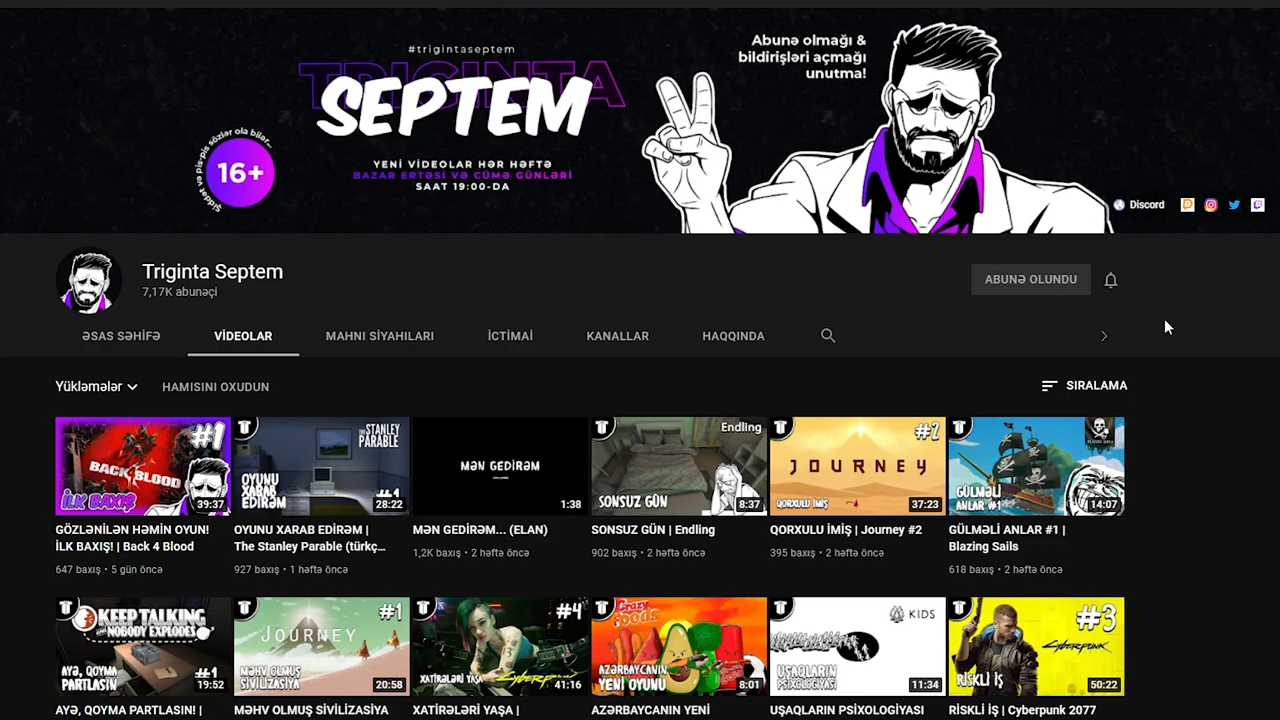 #trigintaseptem
TRIGINTA
SEPTEM
YENİ VİDEOLAR HƏR HƏFTƏ
BAZAR ERTƏSİ VƏ CÜMƏ GÜNLƏRİ
SAAT 19:00-DA
Şiddət və pis-pis sözlər ola bilər~
16+
Abunə olmağı &
bildirişləri açmağı
unutma!
Discord
Triginta Septem
7,17K abunəçi
ABUNƏ OLUNDU
ƏSAS SƏHİFƏ VİDEOLAR MAHNI SİYAHILARI İCTİMAİ KANALLAR HAQQINDA
Yükləmələr HAMISINI OXUDUN SIRALAMA
#1
BACK 4 BLOOD
İLK BAXIŞ
39:37
THE STANLEY
PARABLE
OYUNU
XARAB
EDİRƏM
#1
28:22
MƏN GEDİRƏM
1:38
Endling
SONSUZ GÜN
8:37
#2
JOURNEY
QORXULU İMİŞ
37:23
GÜLMƏLİ
ANLAR #1
14:07
GÖZLƏNİLƏN HƏMİN OYUN!
İLK BAXIŞ! | Back 4 Blood
647 baxış • 5 gün öncə
OYUNU XARAB EDİRƏM |
The Stanley Parable (türkç...
927 baxış • 1 həftə öncə
MƏN GEDİRƏM... (ELAN)
1,2K baxış • 2 həftə öncə
SONSUZ GÜN | Endling
902 baxış • 2 həftə öncə
QORXULU İMİŞ | Journey #2
395 baxış • 2 həftə öncə
GÜLMƏLİ ANLAR #1 |
Blazing Sails
618 baxış • 2 həftə öncə
KEEP TALKING
AND NOBODY EXPLODES
AYƏ, QOYMA
PARTLASIN
#1
19:52
#1
JOURNEY
MƏHV OLMUŞ
SİVİLİZASİYA
20:58
#4
XATİRƏLƏRİ YAŞA
Cyberpunk
41:16
Crazy
Foods
AZƏRBAYCANIN
YENİ OYUNU
8:01
KIDS
UŞAQLARIN
PSİXOLOGİYASI
11:34
#3
Cyberpunk
RİSKLİ İŞ
50:22
AYƏ, QOYMA PARTLASIN! |
MƏHV OLMUŞ SİVİLİZASİYA
XATİRƏLƏRİ YAŞA |
AZƏRBAYCANIN YENİ
UŞAQLARIN PSİXOLOGİYASI
RİSKLİ İŞ | Cyberpunk 2077